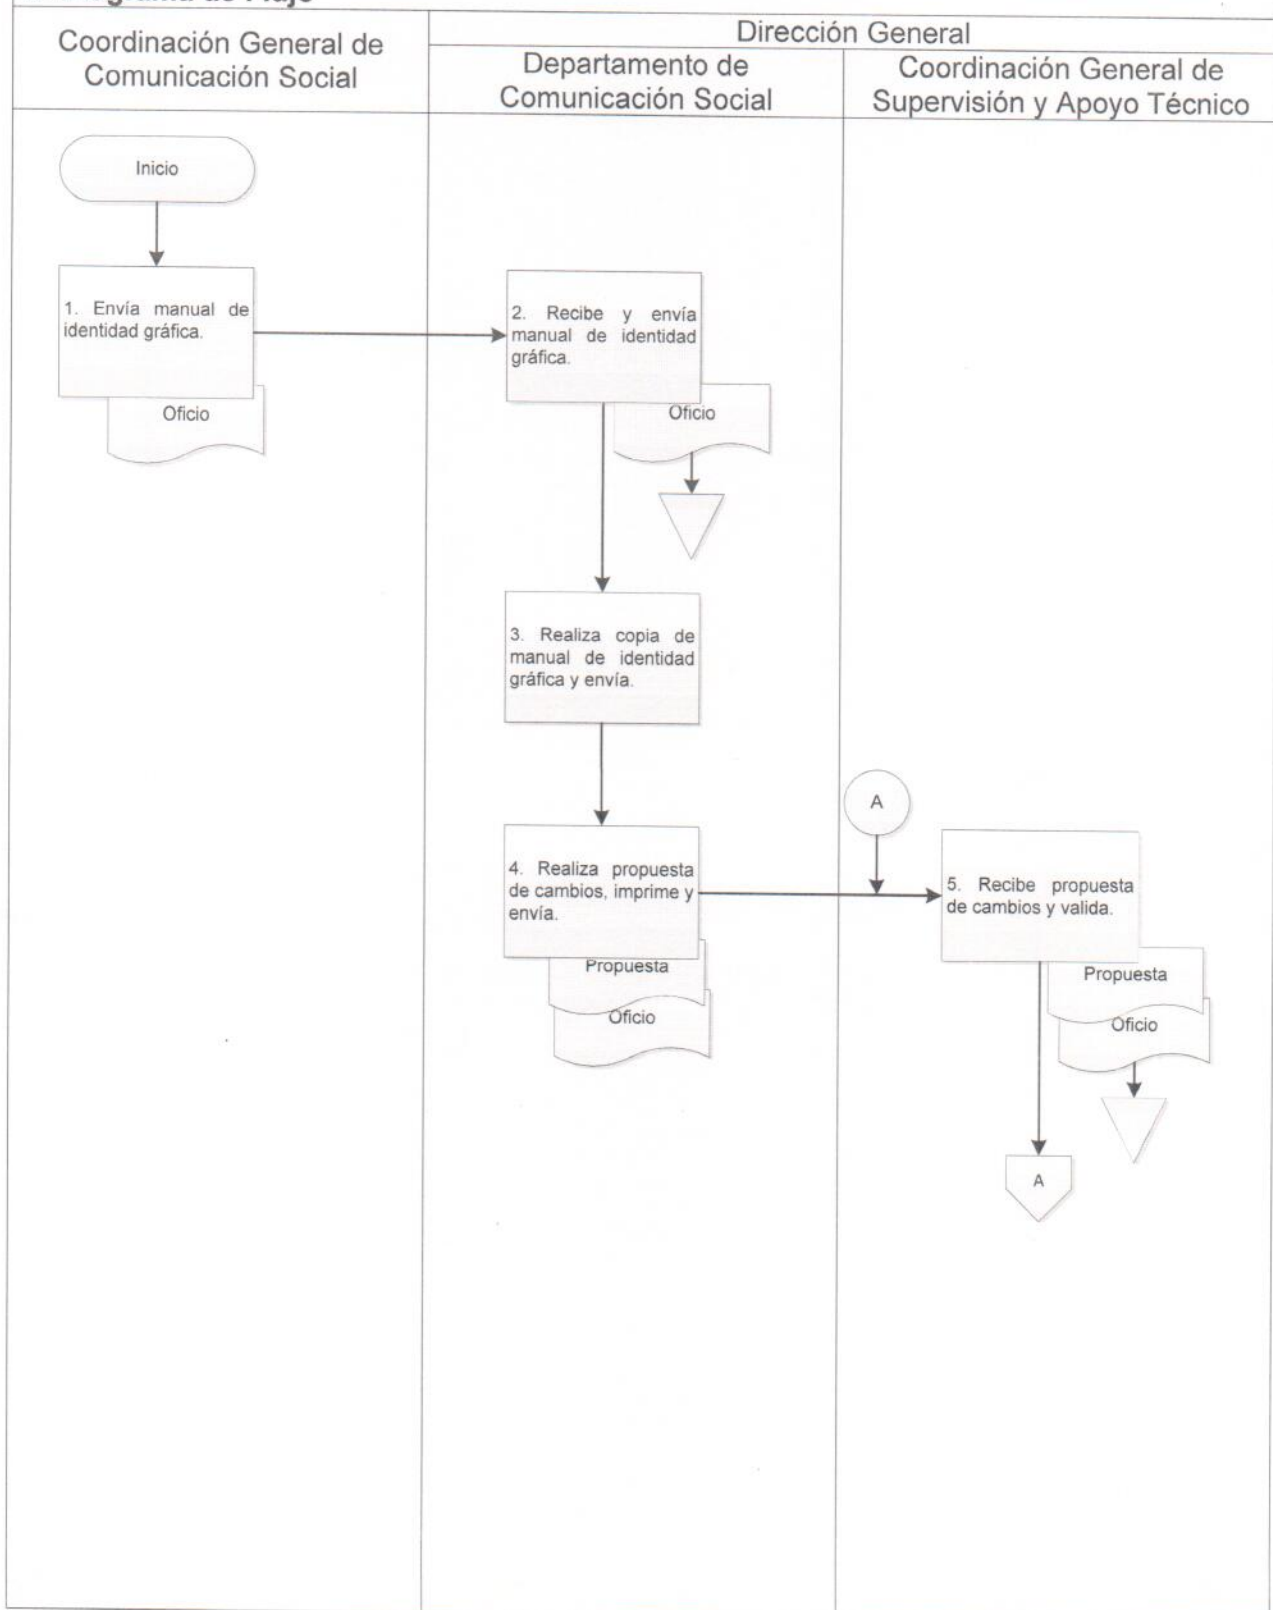 Coordinación General de
Comunicación Social
Dirección General
Departamento de
Comunicación Social
Coordinación General de
Supervisión y Apoyo Técnico
Inicio
1. Envía manual de
identidad gráfica.
Oficio
2. Recibe y envía
manual de identidad
gráfica.
Oficio
3. Realiza copia de
manual de identidad
gráfica y envía.
4. Realiza propuesta
de cambios, imprime y
envía.
Propuesta
Oficio
A
5. Recibe propuesta
de cambios y valida.
Propuesta
Oficio
A